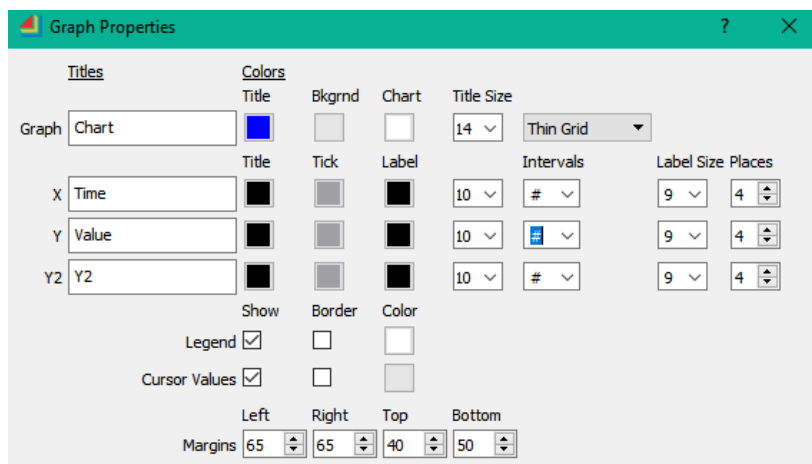 Graph Properties ? ×
Titles Colors
Title Bkgrnd Chart Title Size
Graph Chart 14 Thin Grid
Title Tick Label Intervals Label Size Places
X Time 10 # 9 4
Y Value 10 # 9 4
Y2 Y2 10 # 9 4
Show Border Color
Legend
Cursor Values
Left Right Top Bottom
Margins 65 65 40 50